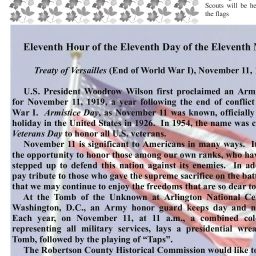 Scouts will be he
the flags
Eleventh Hour of the Eleventh Day of the Eleventh M
Treaty of Versailles (End of World War I), November 11,
U.S. President Woodrow Wilson first proclaimed an Arm
for November 11, 1919, a year following the end of conflict
War I. Armistice Day, as November 11 was known, officially
holiday in the United States in 1926. In 1954, the name was c
Veterans Day to honor all U.S. veterans.
November 11 is significant to Americans in many ways. It
the opportunity to honor those among our own ranks, who hav
stepped up to defend this nation against its enemies. In ad
pay tribute to those who gave the supreme sacrifice on the bat
that we may continue to enjoy the freedoms that are so dear to
At the Tomb of the Unknown at Arlington National Ce
Washington, D.C., an Army honor guard keeps day and n
Each year, on November 11, at 11 a.m., a combined col
representing all military services, lays a presidential wrea
Tomb, followed by the playing of “Taps”.
The Robertson County Historical Commission would like to